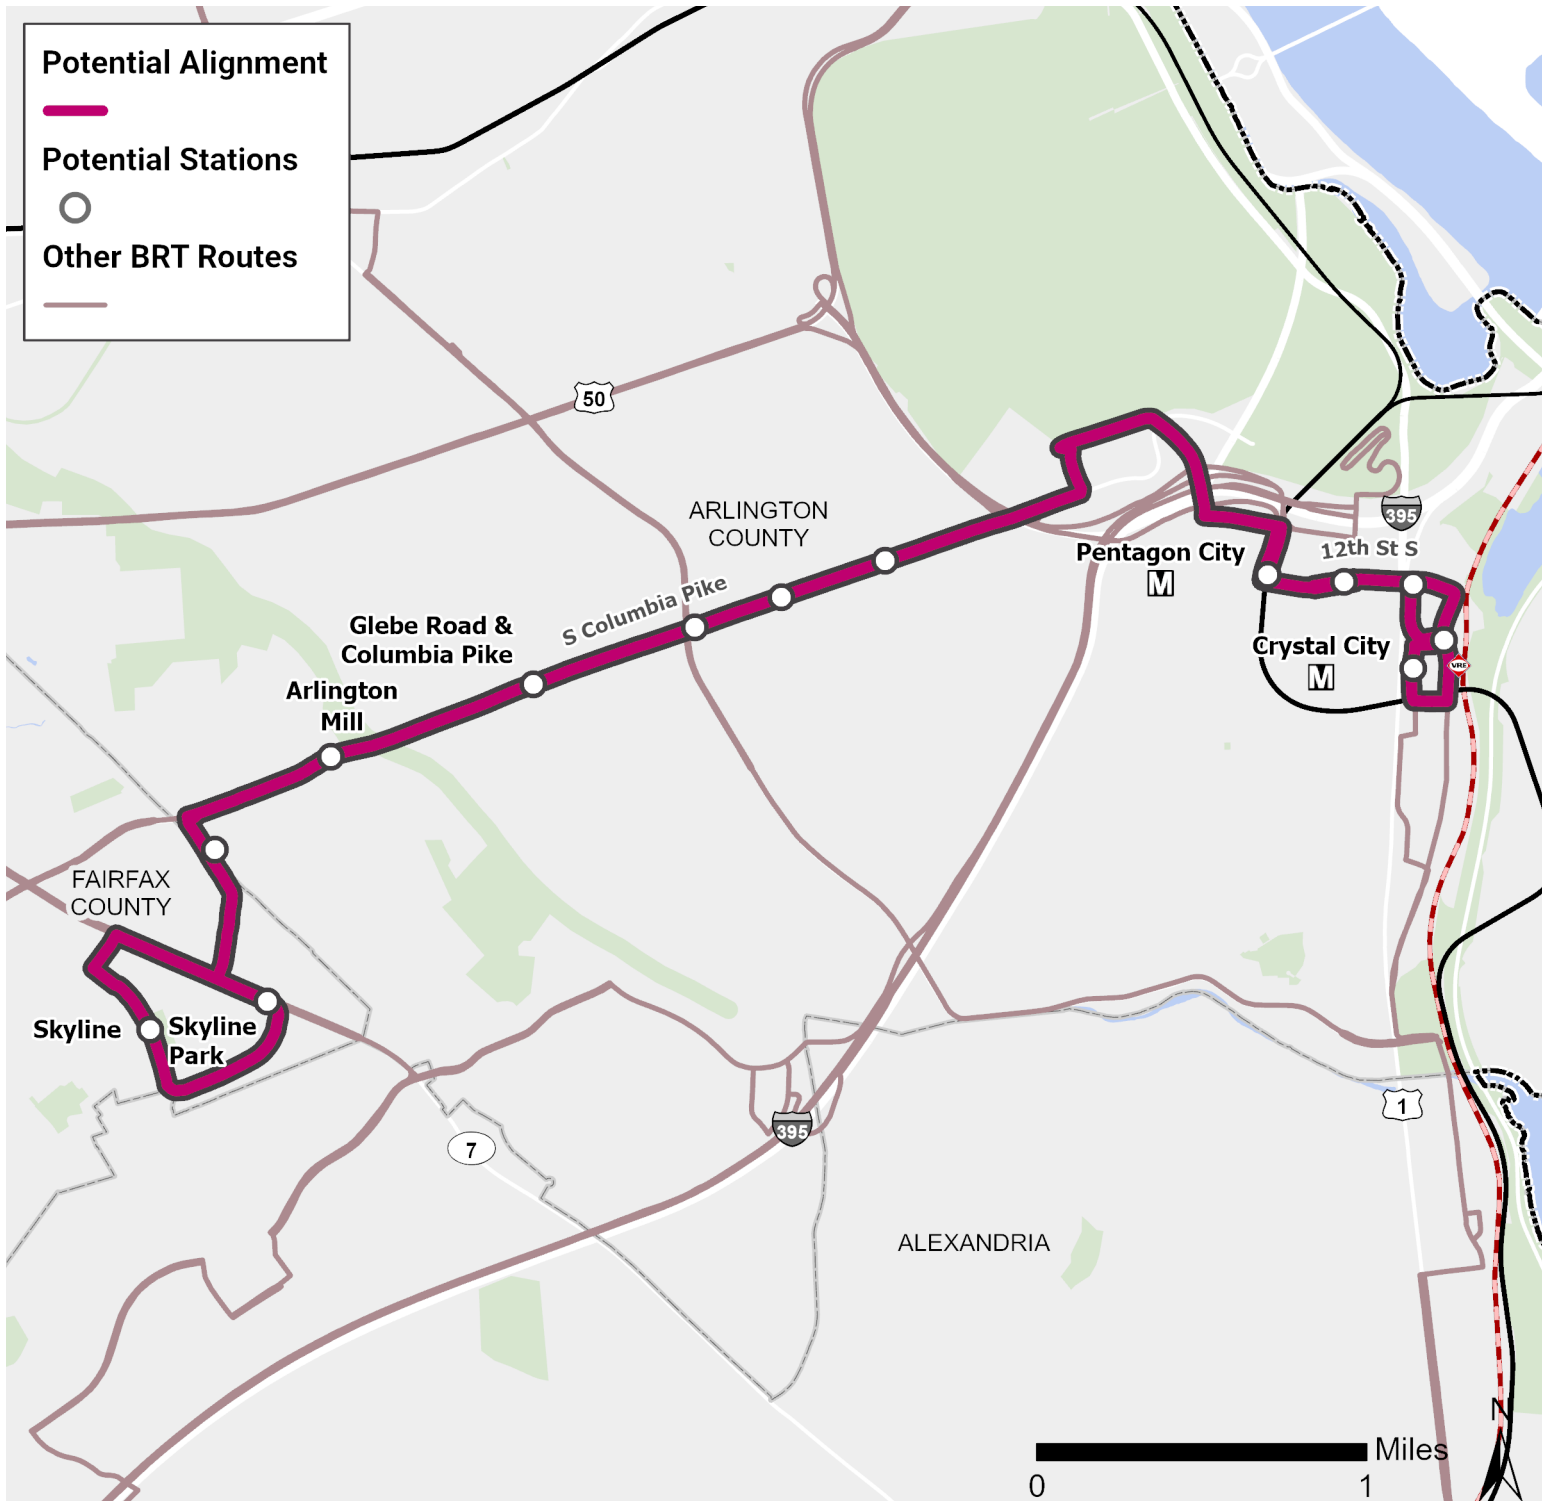 Potential Alignment
Potential Stations
Other BRT Routes
50
ARLINGTON
COUNTY
395
12th St S
Pentagon City
M
S Columbia Pike
Glebe Road &
Columbia Pike
Crystal City
M
VRE
Arlington
Mill
FAIRFAX
COUNTY
Skyline
Skyline
Park
1
395
7
ALEXANDRIA
N
Miles
0
1